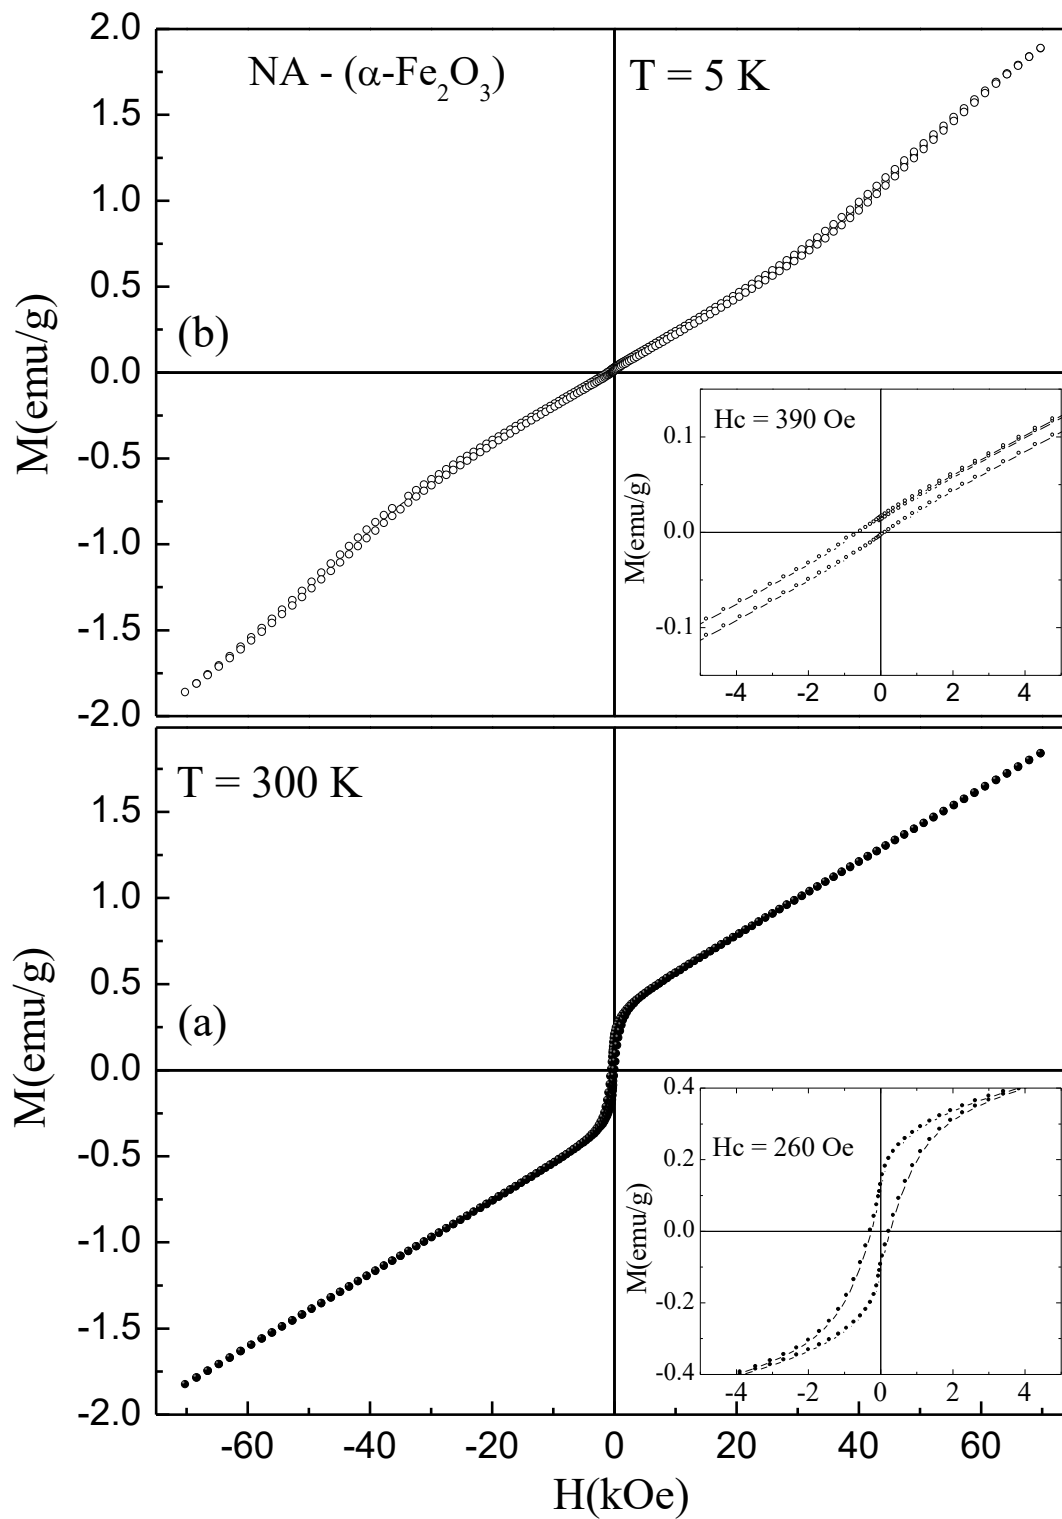 2.0
NA - (α-Fe2O3)
T = 5 K
1.5
1.0
0.5
M(emu/g)
(b)
0.0
-0.5
-1.0
-1.5
-2.0
Hc = 390 Oe
M(emu/g)
0.1
0.0
-0.1
-4 -2 0 2 4
T = 300 K
1.5
1.0
0.5
M(emu/g)
(a)
0.0
-0.5
-1.0
-1.5
-2.0
Hc = 260 Oe
M(emu/g)
0.4
0.2
0.0
-0.2
-0.4
-4 -2 0 2 4
-60 -40 -20 0 20 40 60
H(kOe)